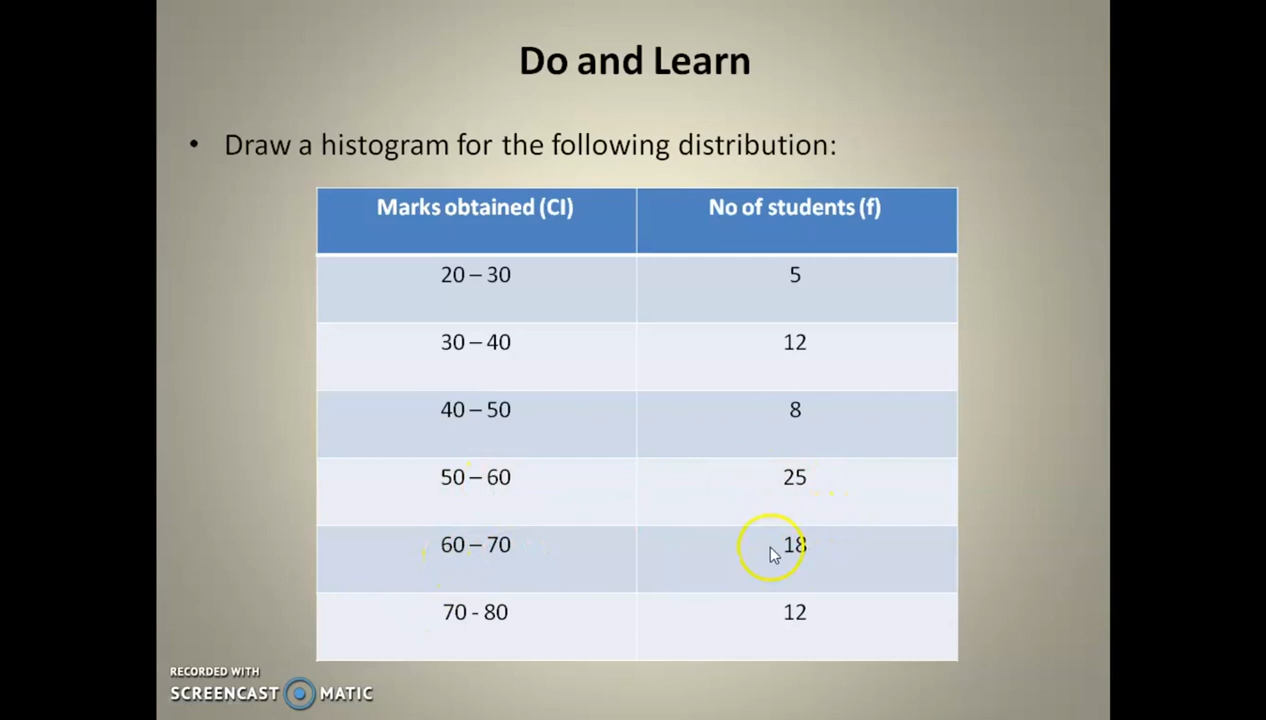 Do and Learn
• Draw a histogram for the following distribution:
Marks obtained (CI) No of students (f)
20 – 30 5
30 – 40 12
40 – 50 8
50 – 60 25
60 – 70 18
70 - 80 12
RECORDED WITH
SCREENCAST MATIC